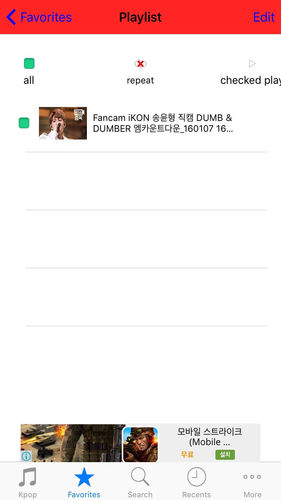 Favorites Playlist Edit
all repeat checked play
Fancam iKON 송윤형 직캠 DUMB &
DUMBER 엠카운트다운_160107 16...
모바일 스트라이크
(Mobile ...
무료 설치
Kpop Favorites Search Recents More